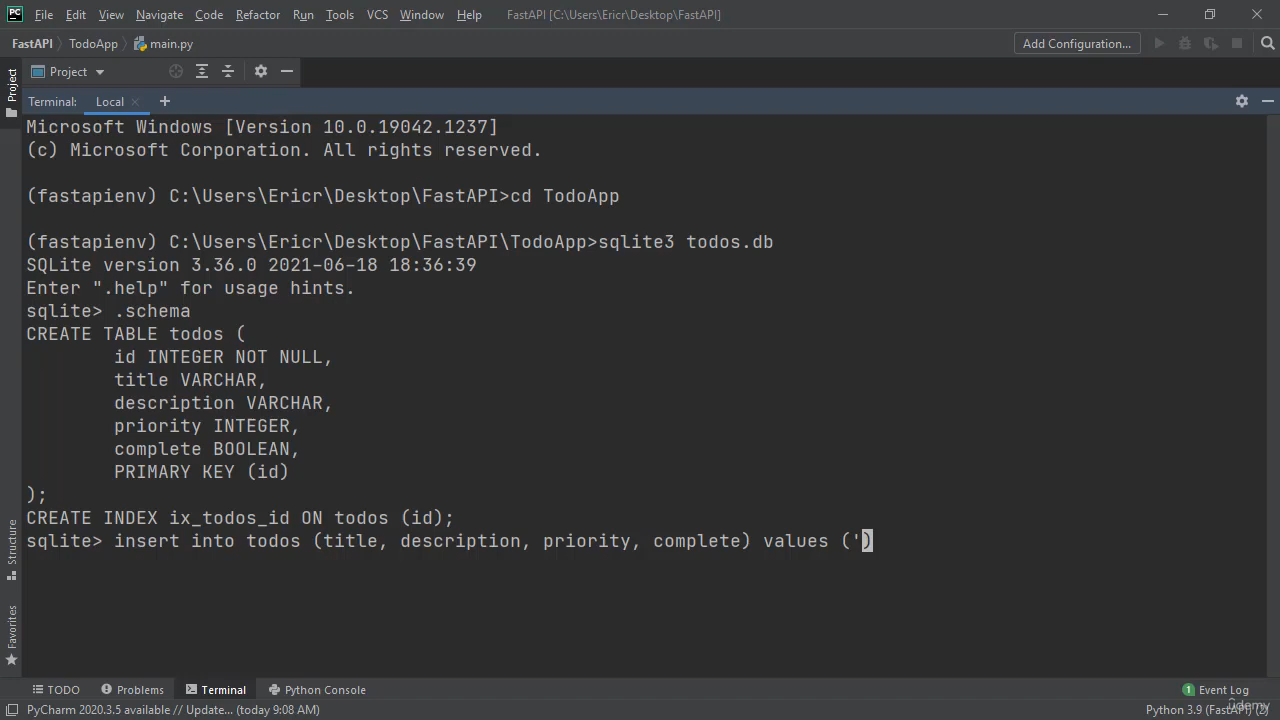 PC File Edit View Navigate Code Refactor Run Tools VCS Window Help FastAPI [C:\Users\Ericr\Desktop\FastAPI]
FastAPI TodoApp main.py Add Configuration...
Project
Project
Terminal: Local
Microsoft Windows [Version 10.0.19042.1237]
(c) Microsoft Corporation. All rights reserved.
(fastapienv) C:\Users\Ericr\Desktop\FastAPI>cd TodoApp
(fastapienv) C:\Users\Ericr\Desktop\FastAPI\TodoApp>sqlite3 todos.db
SQLite version 3.36.0 2021-06-18 18:36:39
Enter ".help" for usage hints.
sqlite> .schema
CREATE TABLE todos (
id INTEGER NOT NULL,
title VARCHAR,
description VARCHAR,
priority INTEGER,
complete BOOLEAN,
PRIMARY KEY (id)
);
CREATE INDEX ix_todos_id ON todos (id);
sqlite> insert into todos (title, description, priority, complete) values (')
Structure
Favorites
TODO Problems Terminal Python Console 1 Event Log
PyCharm 2020.3.5 available // Update... (today 9:08 AM) Python 3.9 (FastAPI) (2)
udemy